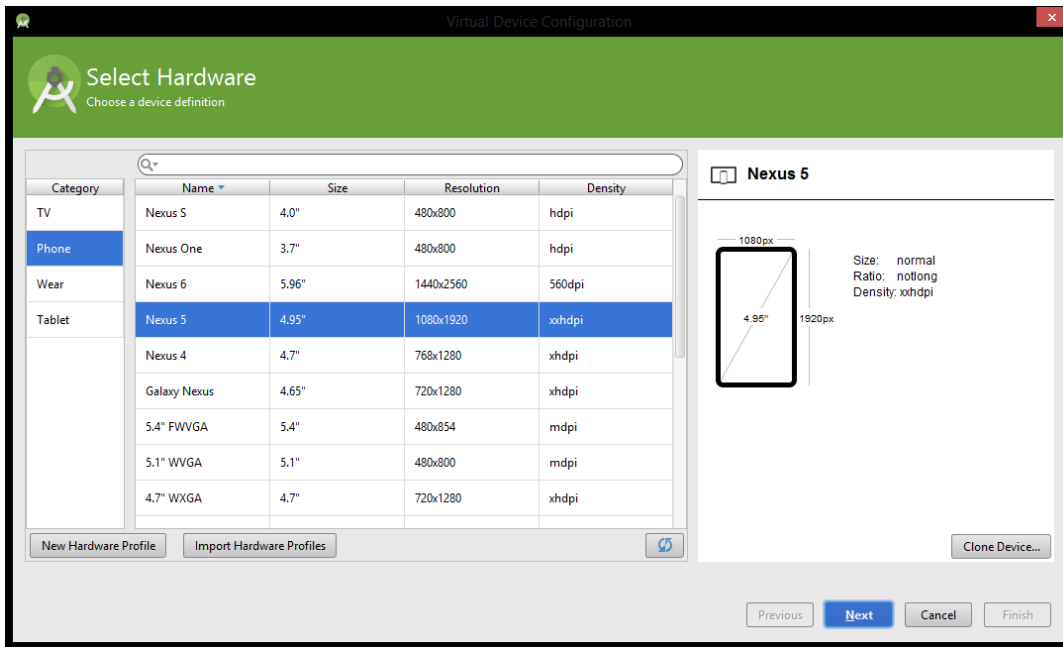 Virtual Device Configuration
Select Hardware
Choose a device definition
Category
TV
Phone
Wear
Tablet
Name Size Resolution Density
Nexus S 4.0" 480x800 hdpi
Nexus One 3.7" 480x800 hdpi
Nexus 6 5.96" 1440x2560 560dpi
Nexus 5 4.95" 1080x1920 xxhdpi
Nexus 4 4.7" 768x1280 xhdpi
Galaxy Nexus 4.65" 720x1280 xhdpi
5.4" FWVGA 5.4" 480x854 mdpi
5.1" WVGA 5.1" 480x800 mdpi
4.7" WXGA 4.7" 720x1280 xhdpi
New Hardware Profile Import Hardware Profiles
Nexus 5
1080px
4.95"
1920px
Size: normal
Ratio: notlong
Density: xxhdpi
Clone Device...
Previous Next Cancel Finish